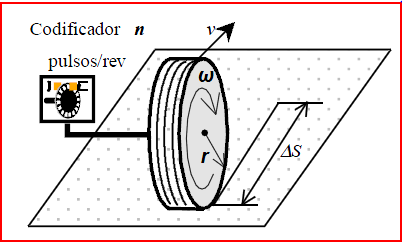 Codificador n
pulsos/rev
v
ω
r
ΔS